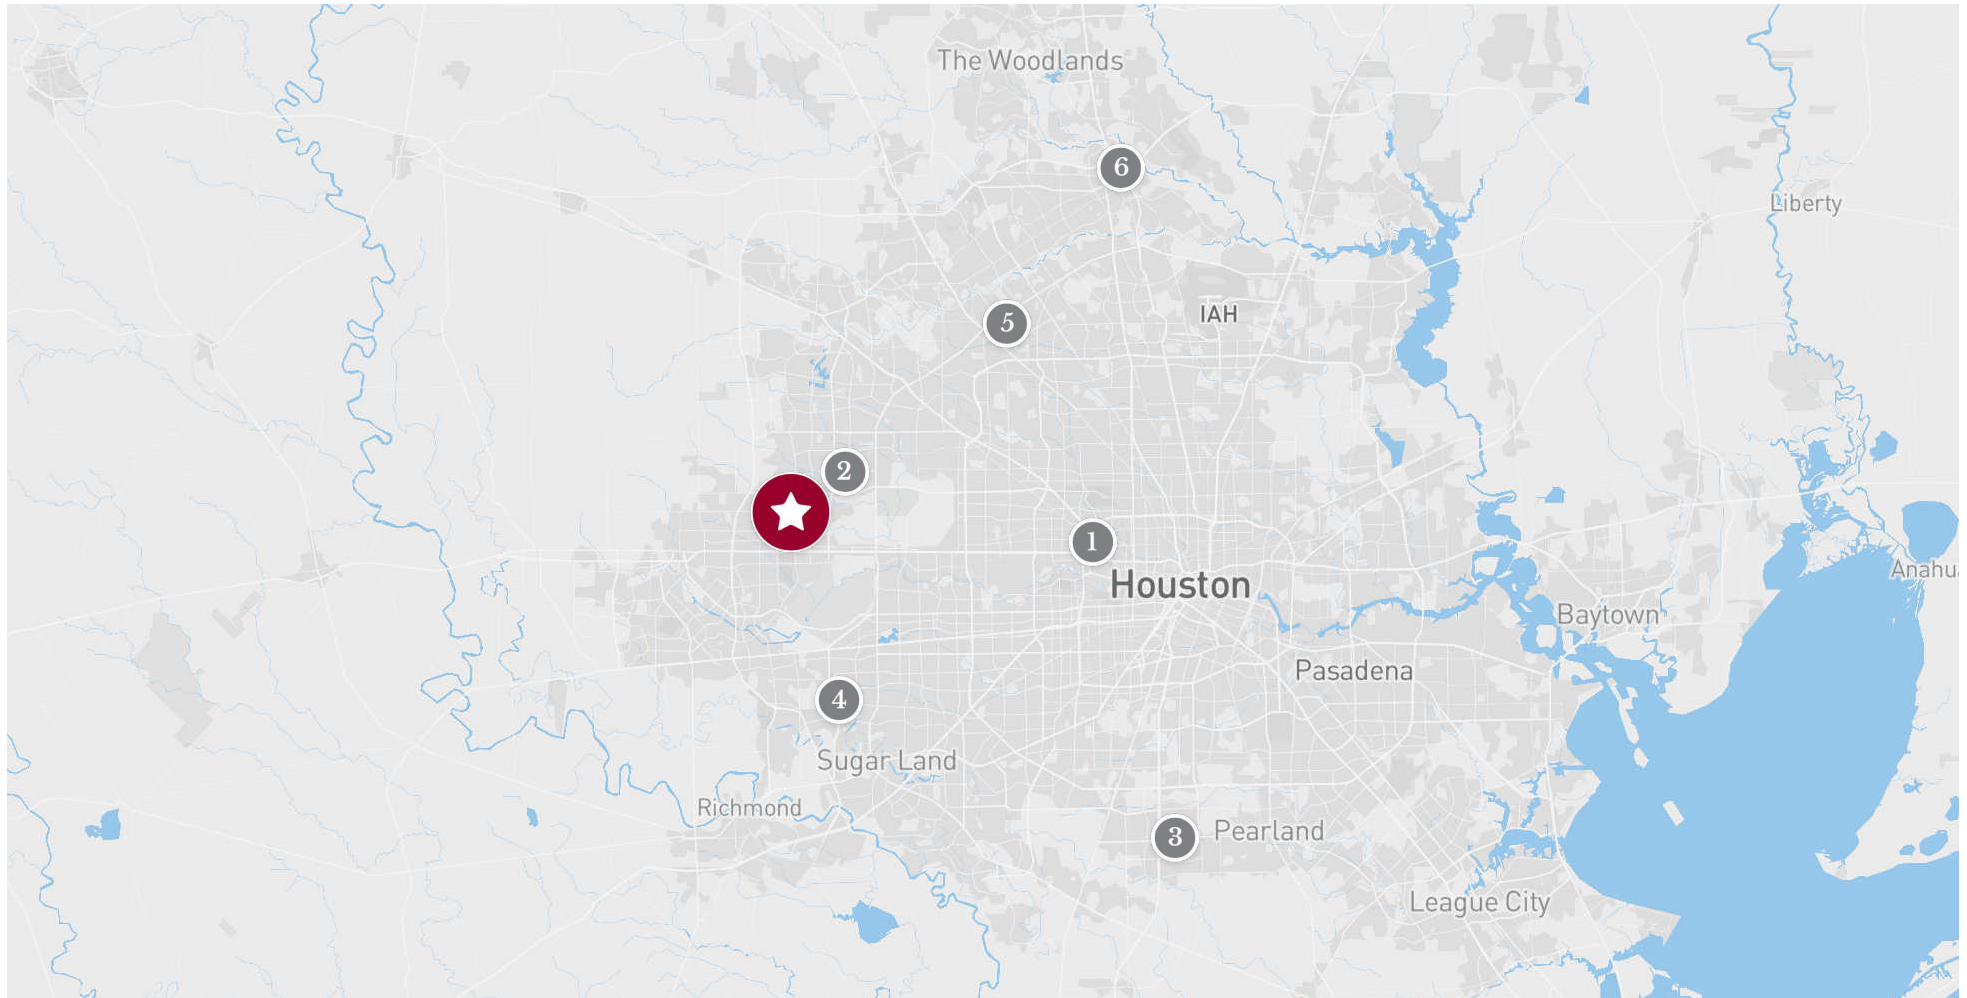 The Woodlands
6
Liberty
IAH
5
2
1
Houston
Anahu
Baytown
Pasadena
4
Sugar Land
Richmond
3
Pearland
League City